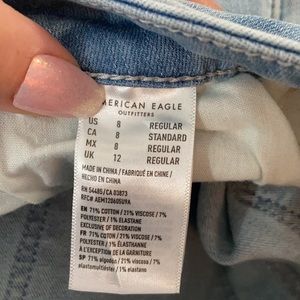 AMERICAN EAGLE
OUTFITTERS
US 8 REGULAR
CA 8 STANDARD
MX 8 REGULAR
UK 12 REGULAR
MADE IN CHINA / FABRIQUÉ EN CHINE /
HECHO EN CHINA
RN 54485/CA 03873
EN 71% COTTON / 21% VISCOSE / 7%
POLYESTER / 1% ELASTANE
EXCLUSIVE OF DECORATION
FR 71% COTON / 21% VISCOSE / 7%
POLYESTER / 1% ÉLASTHANNE
À L'EXCEPTION DE LA GARNITURE
SP 71% algodón / 21% viscosa / 7%
/ 1% elastano